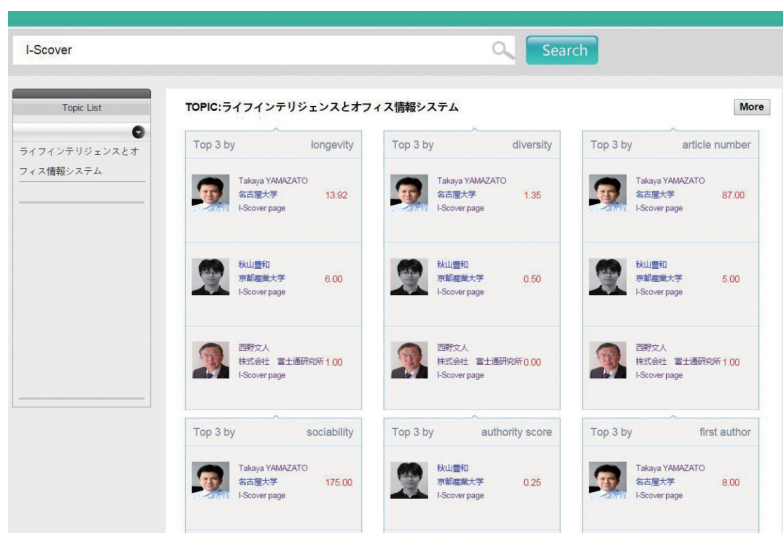 I-Scover
Search
Topic List
ライフインテリジェンスとオ
フィス情報システム
TOPIC:ライフインテリジェンスとオフィス情報システム
More
Top 3 by longevity
Takaya YAMAZATO
名古屋大学 13.92
I-Scover page
秋山豊和
京都産業大学 6.00
I-Scover page
西野文人
株式会社 富士通研究所 1.00
I-Scover page
Top 3 by diversity
Takaya YAMAZATO
名古屋大学 1.35
I-Scover page
秋山豊和
京都産業大学 0.50
I-Scover page
西野文人
株式会社 富士通研究所 0.00
I-Scover page
Top 3 by article number
Takaya YAMAZATO
名古屋大学 87.00
I-Scover page
秋山豊和
京都産業大学 5.00
I-Scover page
西野文人
株式会社 富士通研究所 1.00
I-Scover page
Top 3 by sociability
Takaya YAMAZATO
名古屋大学 175.00
I-Scover page
Top 3 by authority score
秋山豊和
京都産業大学 0.25
I-Scover page
Top 3 by first author
Takaya YAMAZATO
名古屋大学 8.00
I-Scover page